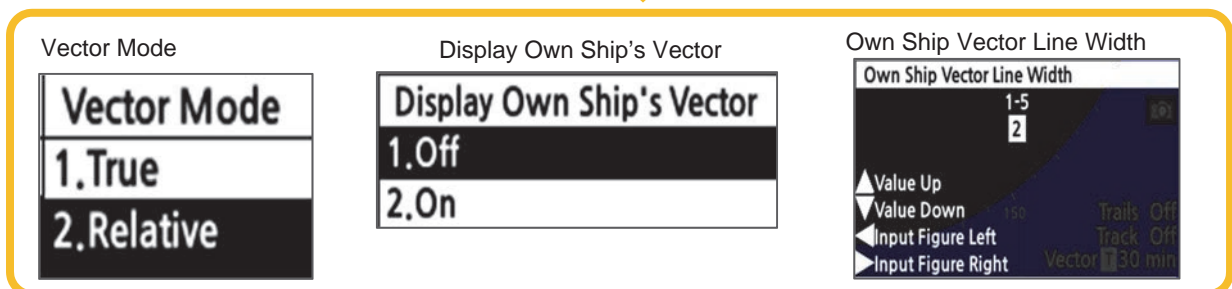 Vector Mode
Vector Mode
1.True
2.Relative
Display Own Ship's Vector
Display Own Ship's Vector
1.Off
2.On
Own Ship Vector Line Width
Own Ship Vector Line Width
1-5
2
Value Up
Value Down
150
Trails Off
Input Figure Left
Track Off
Input Figure Right
Vector T 30 min